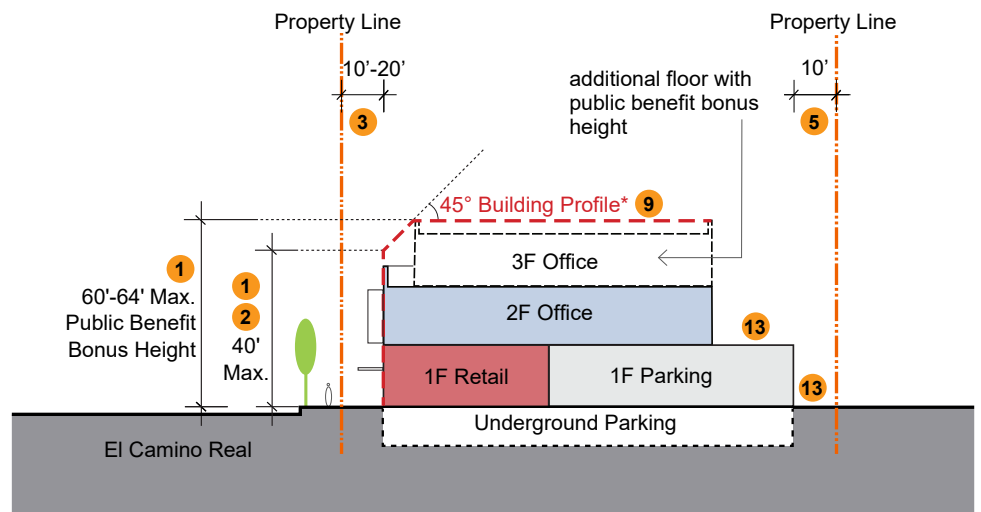 Property Line
Property Line
10’-20’
10’
3
5
additional floor with
public benefit bonus
height
45° Building Profile*
9
1
60'-64' Max.
Public Benefit
Bonus Height
1
2
40'
Max.
3F Office
2F Office
13
1F Retail
1F Parking
13
Underground Parking
El Camino Real